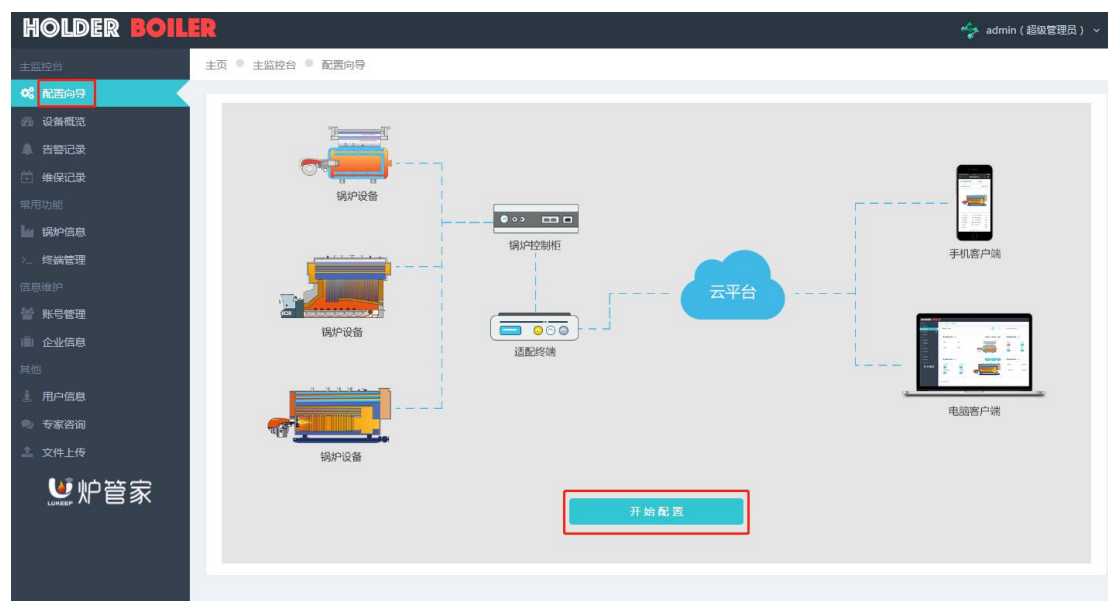 HOLDER BOILER
admin ( 超级管理员 )
主监控台
主页 主监控台 配置向导
配置向导
设备概览
告警记录
维保记录
常用功能
锅炉信息
终端管理
信息维护
账号管理
企业信息
其他
用户信息
专家咨询
文件上传
LUKEEP 炉管家
锅炉设备
锅炉控制柜
手机客户端
云平台
锅炉设备
适配终端
电脑客户端
锅炉设备
开始配置